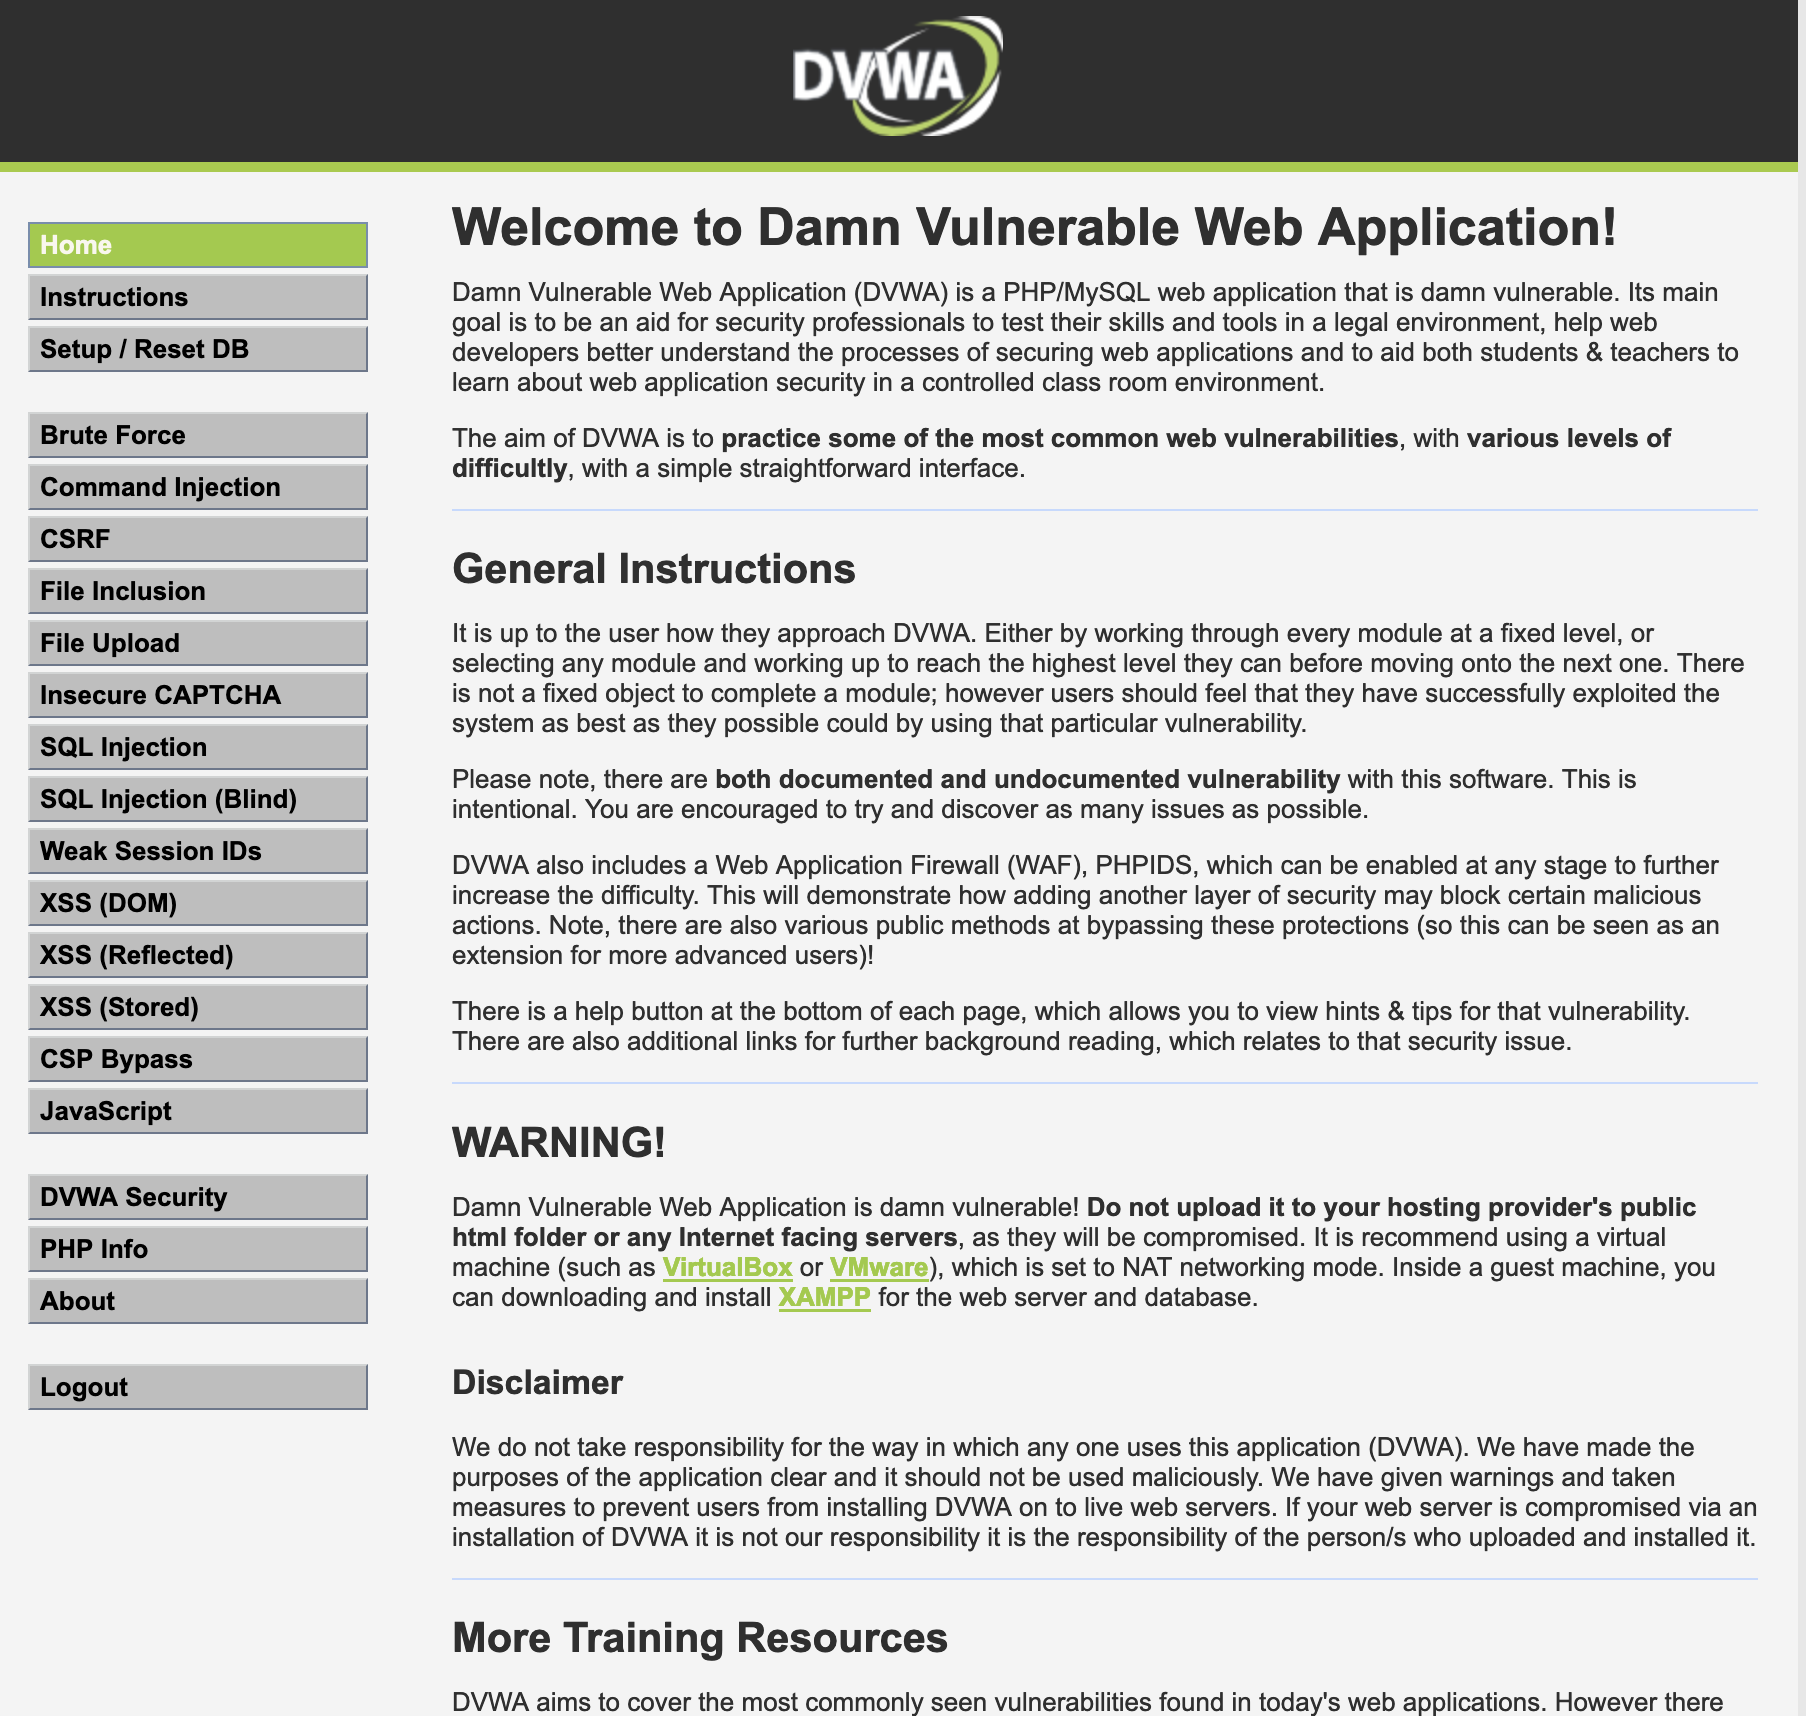 DVWA
Home
Instructions
Setup / Reset DB
Brute Force
Command Injection
CSRF
File Inclusion
File Upload
Insecure CAPTCHA
SQL Injection
SQL Injection (Blind)
Weak Session IDs
XSS (DOM)
XSS (Reflected)
XSS (Stored)
CSP Bypass
JavaScript
DVWA Security
PHP Info
About
Logout
Welcome to Damn Vulnerable Web Application!
Damn Vulnerable Web Application (DVWA) is a PHP/MySQL web application that is damn vulnerable. Its main
goal is to be an aid for security professionals to test their skills and tools in a legal environment, help web
developers better understand the processes of securing web applications and to aid both students & teachers to
learn about web application security in a controlled class room environment.
The aim of DVWA is to practice some of the most common web vulnerabilities, with various levels of
difficultly, with a simple straightforward interface.
General Instructions
It is up to the user how they approach DVWA. Either by working through every module at a fixed level, or
selecting any module and working up to reach the highest level they can before moving onto the next one. There
is not a fixed object to complete a module; however users should feel that they have successfully exploited the
system as best as they possible could by using that particular vulnerability.
Please note, there are both documented and undocumented vulnerability with this software. This is
intentional. You are encouraged to try and discover as many issues as possible.
DVWA also includes a Web Application Firewall (WAF), PHPIDS, which can be enabled at any stage to further
increase the difficulty. This will demonstrate how adding another layer of security may block certain malicious
actions. Note, there are also various public methods at bypassing these protections (so this can be seen as an
extension for more advanced users)!
There is a help button at the bottom of each page, which allows you to view hints & tips for that vulnerability.
There are also additional links for further background reading, which relates to that security issue.
WARNING!
Damn Vulnerable Web Application is damn vulnerable! Do not upload it to your hosting provider's public
html folder or any Internet facing servers, as they will be compromised. It is recommend using a virtual
machine (such as VirtualBox or VMware), which is set to NAT networking mode. Inside a guest machine, you
can downloading and install XAMPP for the web server and database.
Disclaimer
We do not take responsibility for the way in which any one uses this application (DVWA). We have made the
purposes of the application clear and it should not be used maliciously. We have given warnings and taken
measures to prevent users from installing DVWA on to live web servers. If your web server is compromised via an
installation of DVWA it is not our responsibility it is the responsibility of the person/s who uploaded and installed it.
More Training Resources
DVWA aims to cover the most commonly seen vulnerabilities found in today's web applications. However there